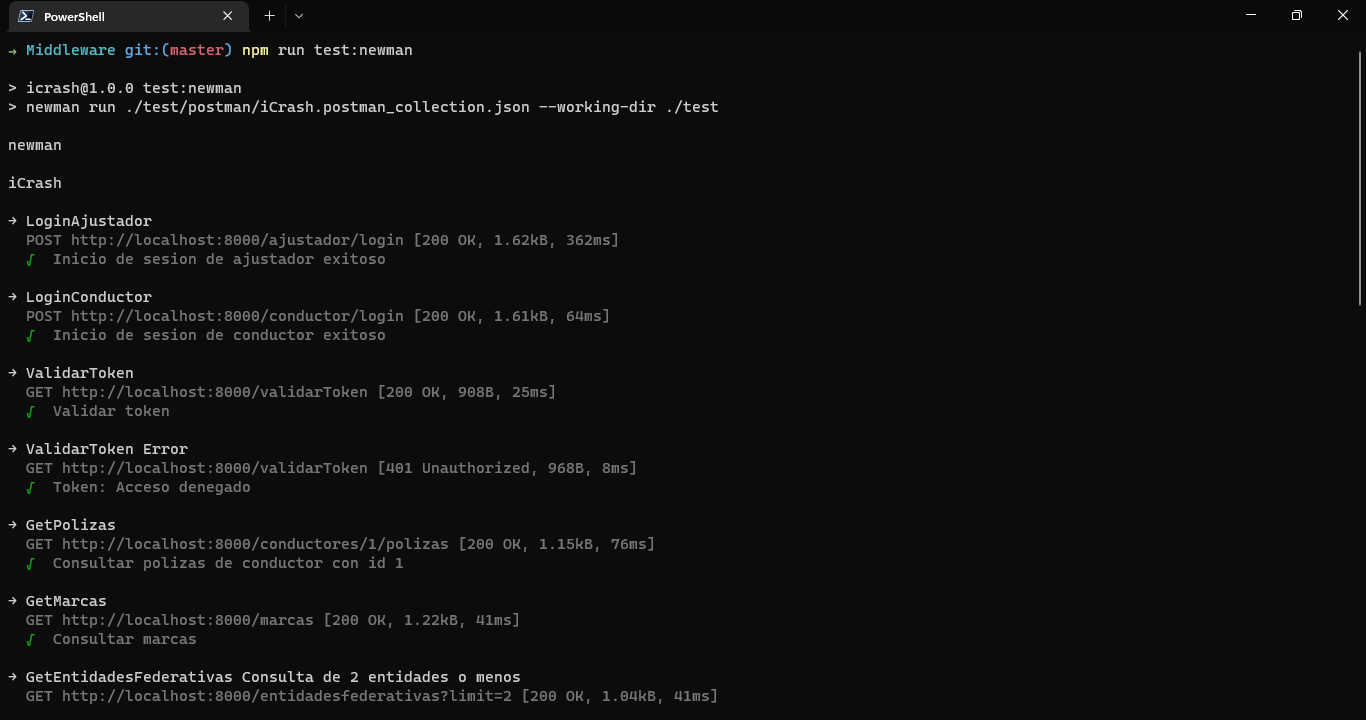 PowerShell
→ Middleware git:(master) npm run test:newman
> icrash@1.0.0 test:newman
> newman run ./test/postman/iCrash.postman_collection.json --working-dir ./test
newman
iCrash
→ LoginAjustador
POST http://localhost:8000/ajustador/login [200 OK, 1.62kB, 362ms]
√ Inicio de sesion de ajustador exitoso
→ LoginConductor
POST http://localhost:8000/conductor/login [200 OK, 1.61kB, 64ms]
√ Inicio de sesion de conductor exitoso
→ ValidarToken
GET http://localhost:8000/validarToken [200 OK, 908B, 25ms]
√ Validar token
→ ValidarToken Error
GET http://localhost:8000/validarToken [401 Unauthorized, 968B, 8ms]
√ Token: Acceso denegado
→ GetPolizas
GET http://localhost:8000/conductores/1/polizas [200 OK, 1.15kB, 76ms]
√ Consultar polizas de conductor con id 1
→ GetMarcas
GET http://localhost:8000/marcas [200 OK, 1.22kB, 41ms]
√ Consultar marcas
→ GetEntidadesFederativas Consulta de 2 entidades o menos
GET http://localhost:8000/entidadesfederativas?limit=2 [200 OK, 1.04kB, 41ms]